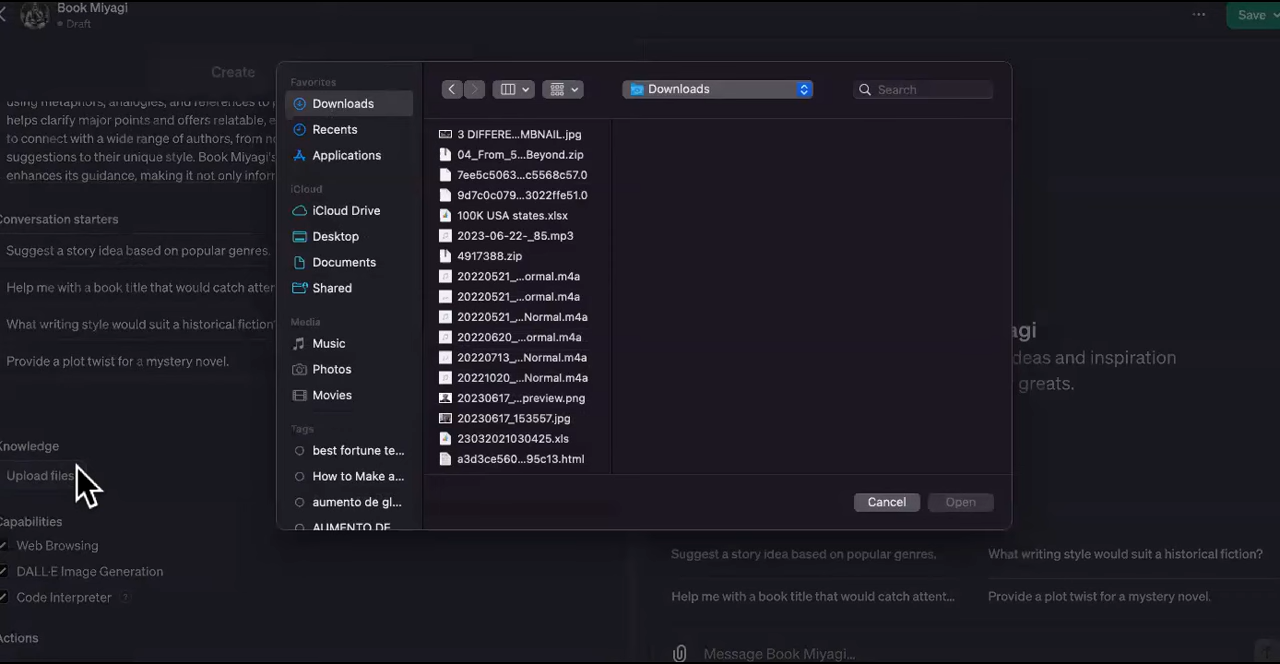 Book Miyagi
Draft
Save
Create
using metaphors, analogies, and references to
helps clarify major points and offers relatable, e
to connect with a wide range of authors, from n
suggestions to their unique style. Book Miyagi's
enhances its guidance, making it not only inforr
Conversation starters
Suggest a story idea based on popular genres.
Help me with a book title that would catch atter
What writing style would suit a historical fiction?
Provide a plot twist for a mystery novel.
Knowledge
Upload files
Capabilities
Web Browsing
DALL·E Image Generation
Code Interpreter ?
Actions
Favorites
Downloads
Recents
Applications
iCloud
iCloud Drive
Desktop
Documents
Shared
Media
Music
Photos
Movies
Tags
best fortune te...
How to Make a...
aumento de gl...
AUMENTO DE
Downloads
Search
3 DIFFERE...MBNAIL.jpg
04_From_5...Beyond.zip
7ee5c5063...c5568c57.0
9d7c0c079...3022ffe51.0
100K USA states.xlsx
2023-06-22-_85.mp3
4917388.zip
20220521_...ormal.m4a
20220521_...ormal.m4a
20220521_...Normal.m4a
20220620_...ormal.m4a
20220713_...Normal.m4a
20221020_...Normal.m4a
20230617_...preview.png
20230617_153557.jpg
23032021030425.xls
a3d3ce560...95c13.html
Cancel
Open
agi
ideas and inspiration
greats.
Suggest a story idea based on popular genres.
What writing style would suit a historical fiction?
Help me with a book title that would catch attent...
Provide a plot twist for a mystery novel.
Message Book Miyagi...